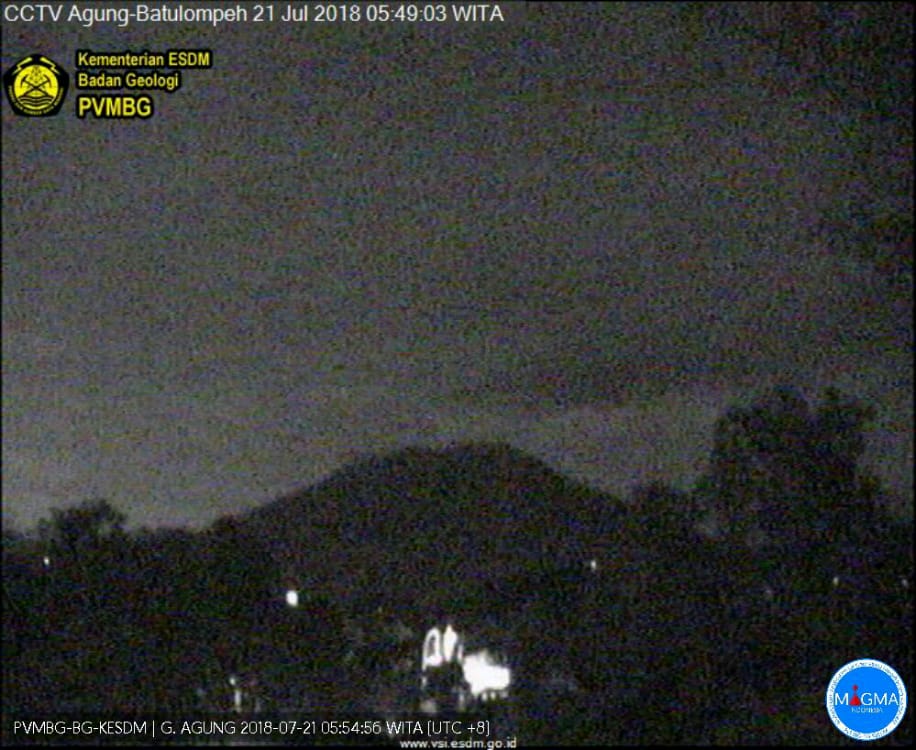 CCTV Agung-Batulompeh 21 Jul 2018 05:49:03 WITA
Kementerian ESDM
Badan Geologi
PVMBG
MAGMA
INDONESIA
PVMBG-BG-KESDM | G. AGUNG 2018-07-21 05:54:56 WITA (UTC +8)
www.vsi.esdm.go.id